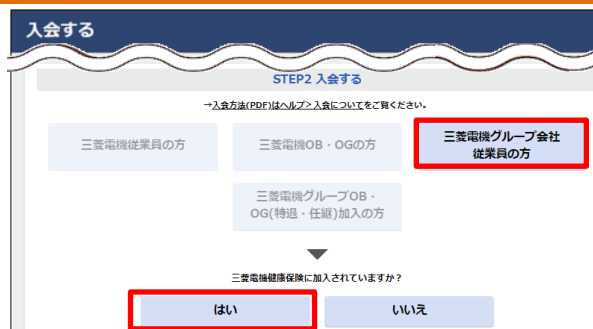 入会する
STEP2 入会する
→入会方法(PDF)はヘルプ>入会についてをご覧ください。
三菱電機従業員の方
三菱電機OB・OGの方
三菱電機グループ会社
従業員の方
三菱電機グループOB・
OG(特退・任継)加入の方
三菱電機健康保険に加入されていますか？
はい
いいえ